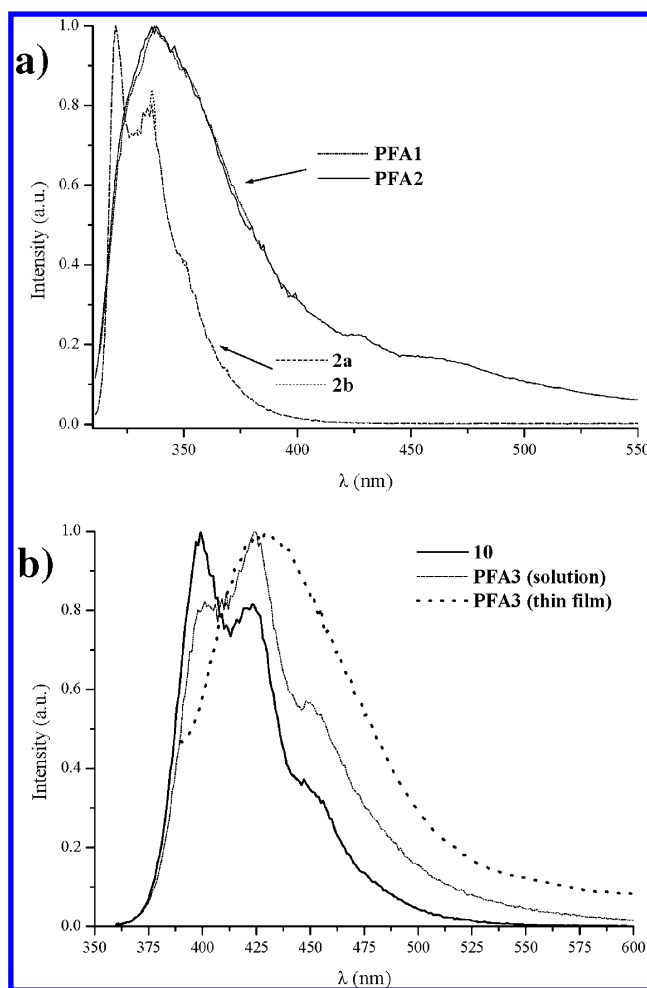 a)
1.0
0.8
0.6
0.4
0.2
0.0
Intensity (a.u.)
PFA1
PFA2
2a
2b
350 400 450 500 550
λ (nm)
b)
1.0
0.8
0.6
0.4
0.2
0.0
Intensity (a.u.)
10
PFA3 (solution)
PFA3 (thin film)
350 375 400 425 450 475 500 525 550 575 600
λ (nm)